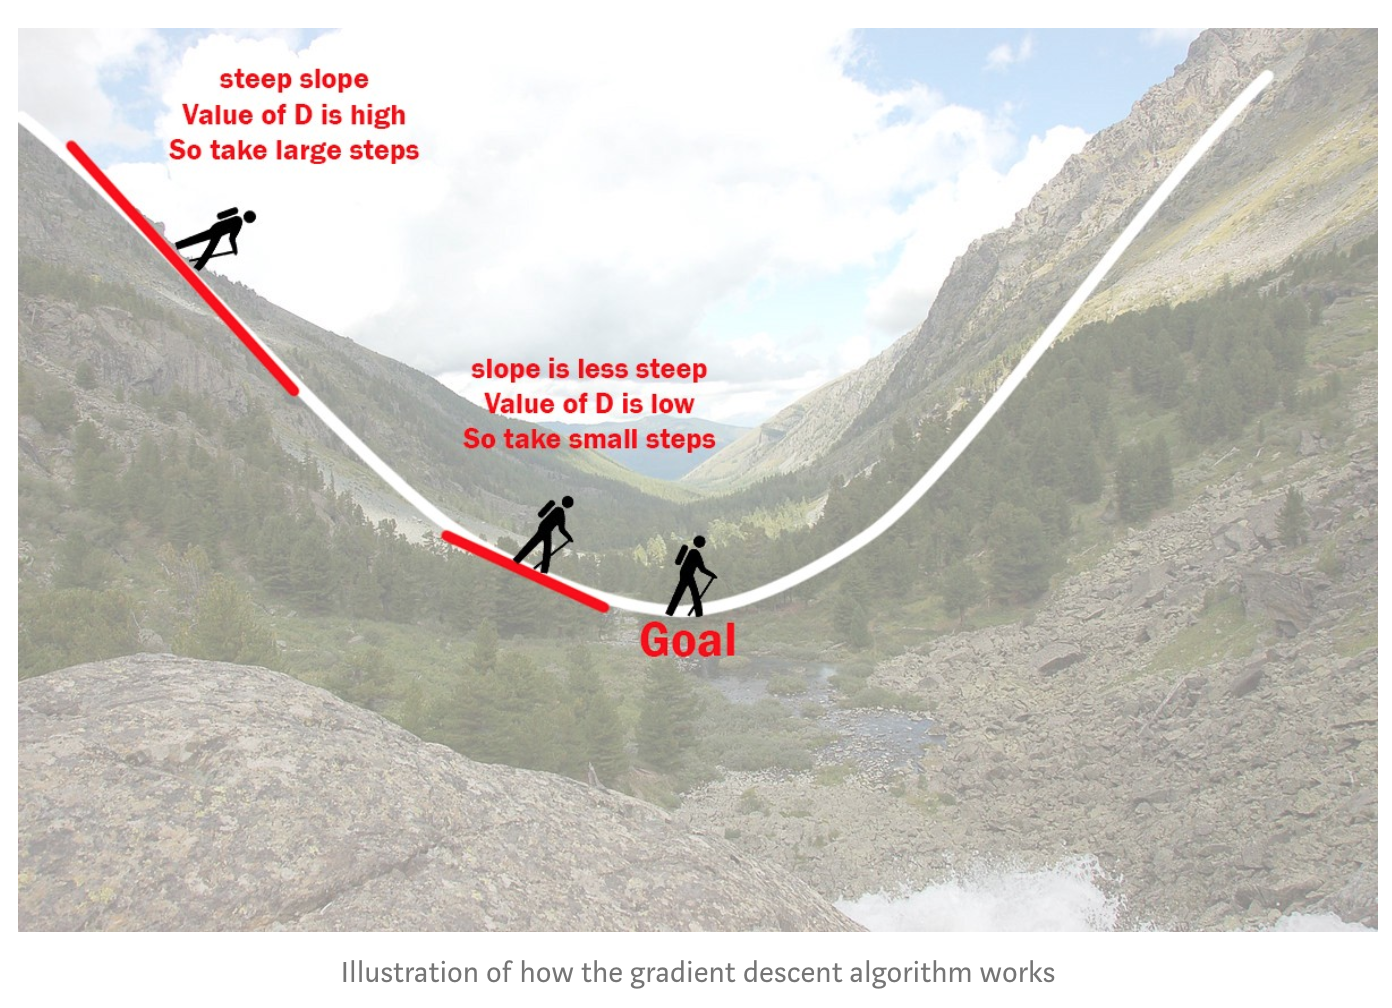 steep slope
Value of D is high
So take large steps
slope is less steep
Value of D is low
So take small steps
Goal
Illustration of how the gradient descent algorithm works